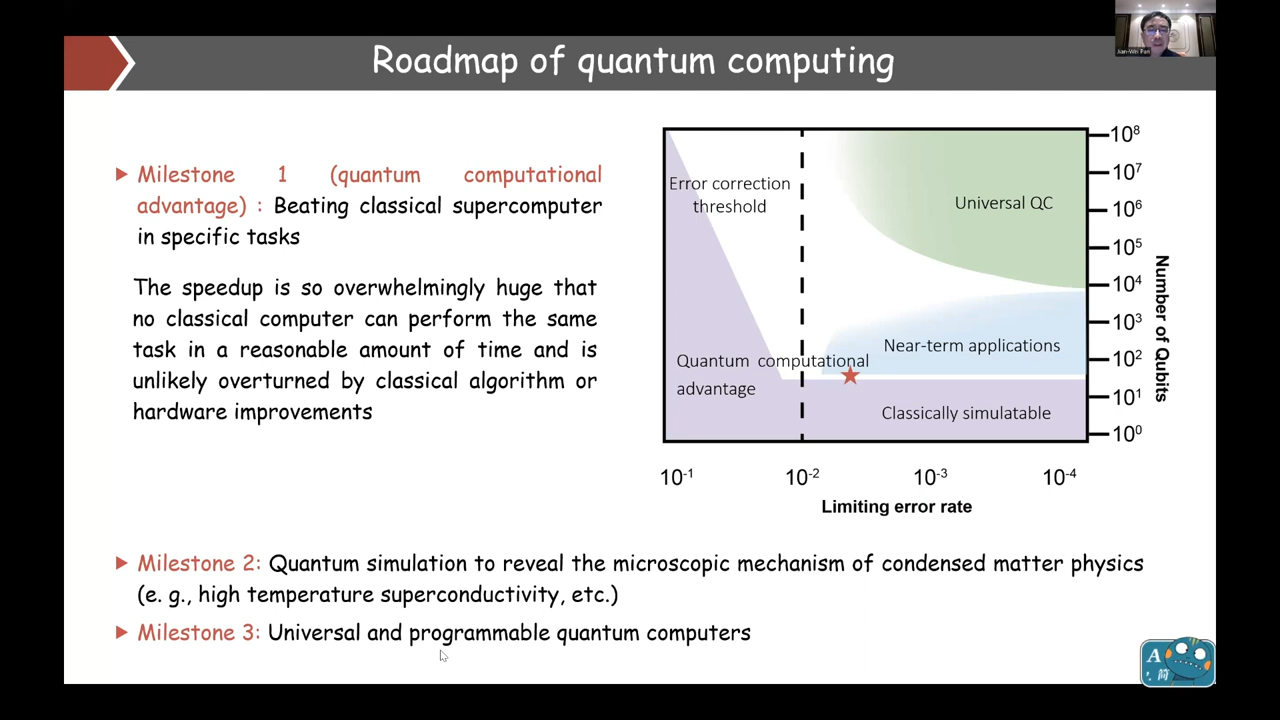 Roadmap of quantum computing
Jian-Wei Pan
Milestone 1 (quantum computational
advantage) : Beating classical supercomputer
in specific tasks
The speedup is so overwhelmingly huge that
no classical computer can perform the same
task in a reasonable amount of time and is
unlikely overturned by classical algorithm or
hardware improvements
Error correction
threshold
Universal QC
Near-term applications
Quantum computational
advantage
Classically simulatable
10⁸
10⁷
10⁶
10⁵
10⁴
10³
10²
10¹
10⁰
Number of Qubits
10⁻¹ 10⁻² 10⁻³ 10⁻⁴
Limiting error rate
Milestone 2: Quantum simulation to reveal the microscopic mechanism of condensed matter physics
(e. g., high temperature superconductivity, etc.)
Milestone 3: Universal and programmable quantum computers
A
简